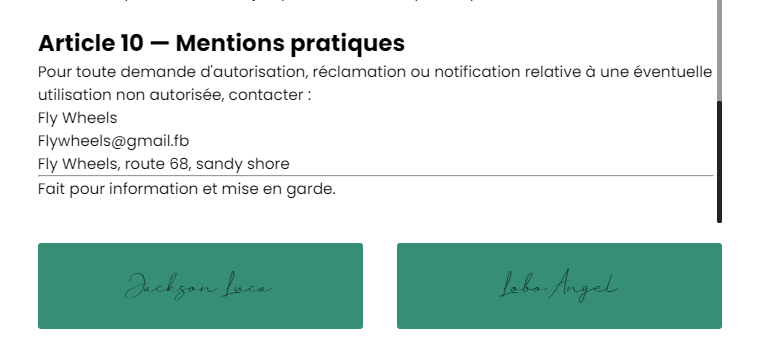 Article 10 — Mentions pratiques
Pour toute demande d'autorisation, réclamation ou notification relative à une éventuelle
utilisation non autorisée, contacter :
Fly Wheels
Flywheels@gmail.fb
Fly Wheels, route 68, sandy shore
Fait pour information et mise en garde.
Jackson Luca
Lobo Angel